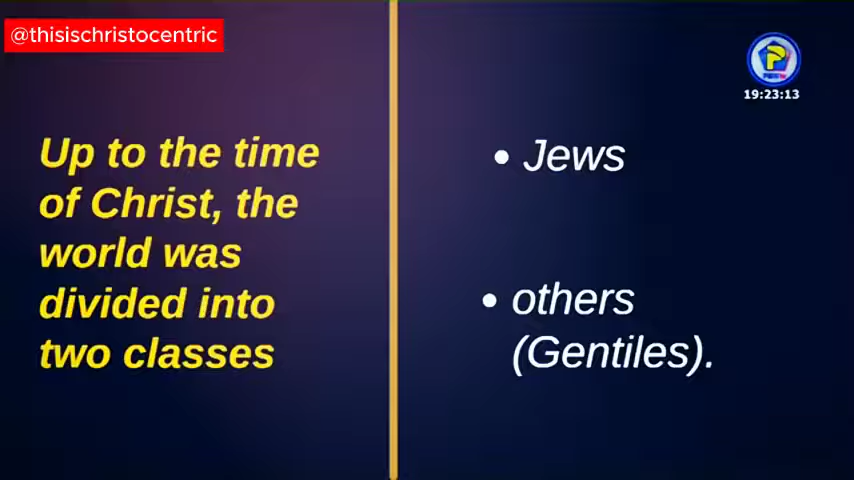 @thisischristocentric
19:23:13
Up to the time
of Christ, the
world was
divided into
two classes
• Jews
• others
(Gentiles).